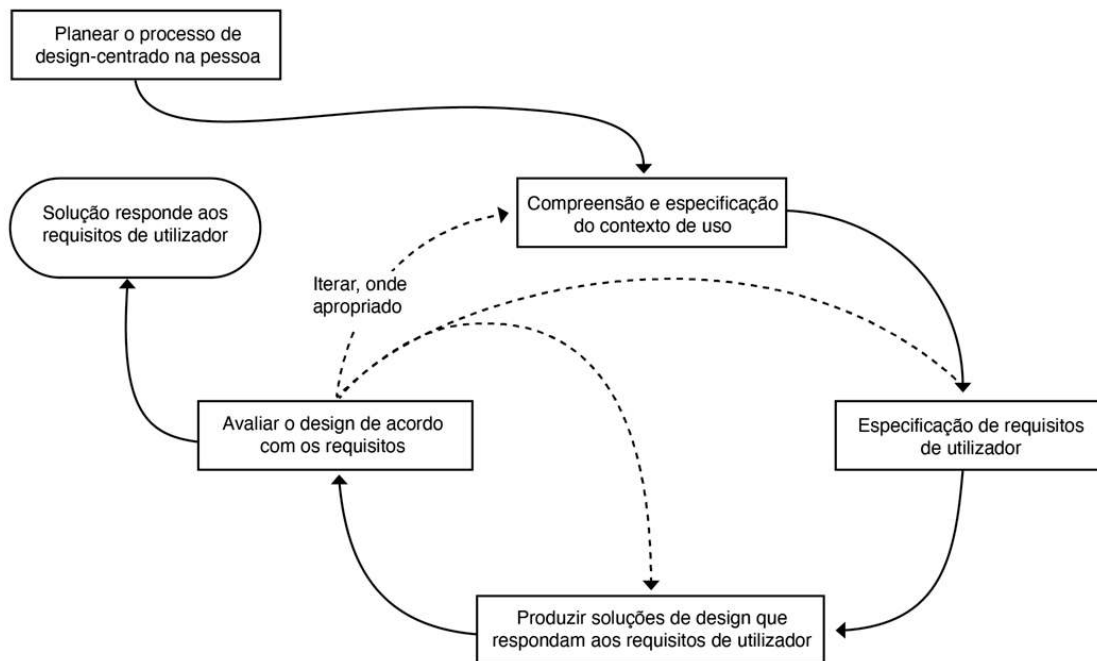 Planear o processo de
design-centrado na pessoa
Solução responde aos
requisitos de utilizador
Compreensão e especificação
do contexto de uso
Iterar, onde
apropriado
Avaliar o design de acordo
com os requisitos
Especificação de requisitos
de utilizador
Produzir soluções de design que
respondam aos requisitos de utilizador